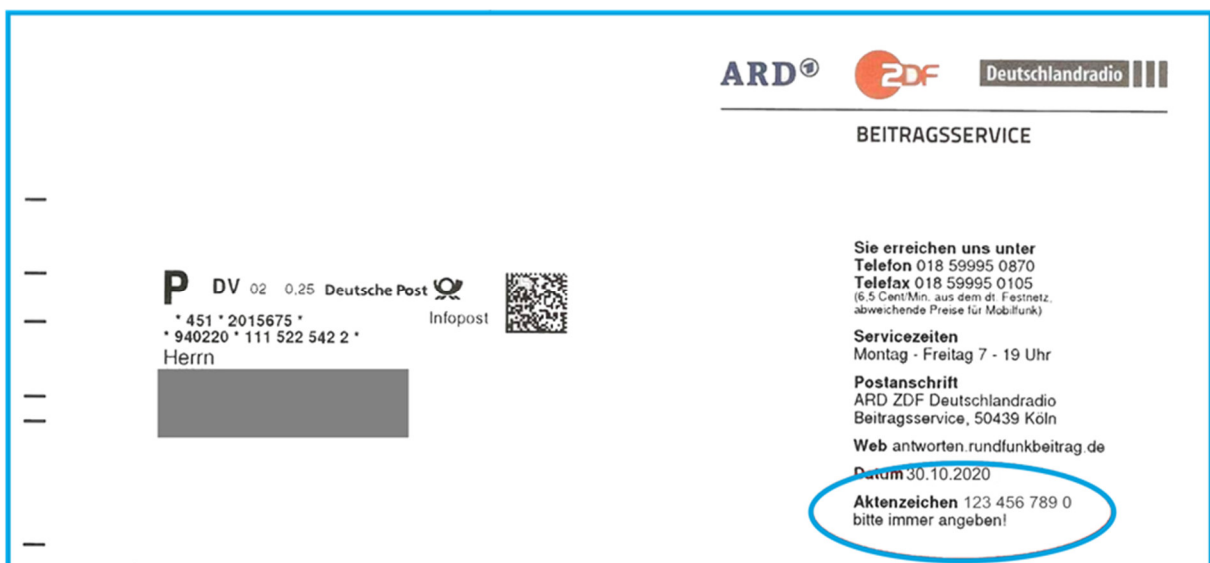 ARD
ZDF
Deutschlandradio
BEITRAGSSERVICE
P DV 02 0,25 Deutsche Post
Infopost
* 451 * 2015675 *
* 940220 * 111 522 542 2 *
Herrn
Sie erreichen uns unter
Telefon 018 59995 0870
Telefax 018 59995 0105
(6,5 Cent/Min. aus dem dt. Festnetz,
abweichende Preise für Mobilfunk)
Servicezeiten
Montag - Freitag 7 - 19 Uhr
Postanschrift
ARD ZDF Deutschlandradio
Beitragsservice, 50439 Köln
Web antworten.rundfunkbeitrag.de
Datum 30.10.2020
Aktenzeichen 123 456 789 0
bitte immer angeben!